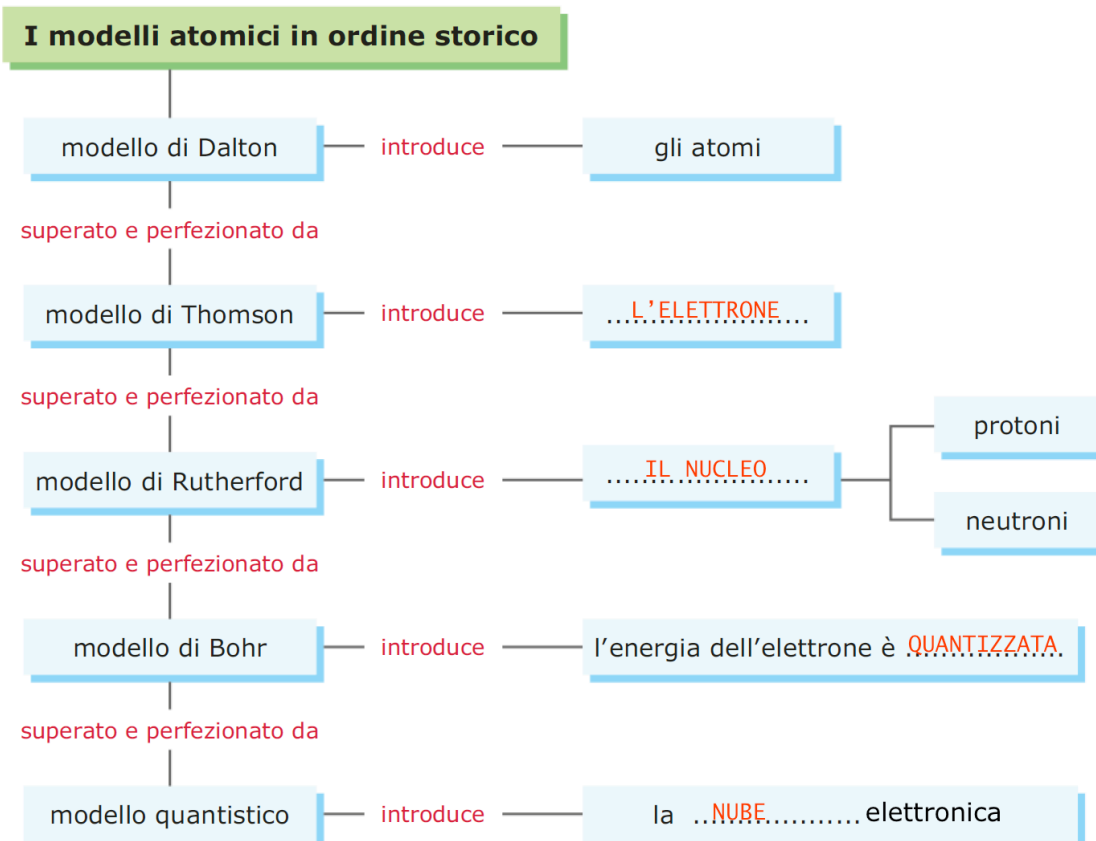 I modelli atomici in ordine storico
modello di Dalton introduce gli atomi
superato e perfezionato da
modello di Thomson introduce L'ELETTRONE
superato e perfezionato da
protoni
modello di Rutherford introduce IL NUCLEO
neutroni
superato e perfezionato da
modello di Bohr introduce l'energia dell'elettrone è QUANTIZZATA
superato e perfezionato da
modello quantistico introduce la NUBE elettronica